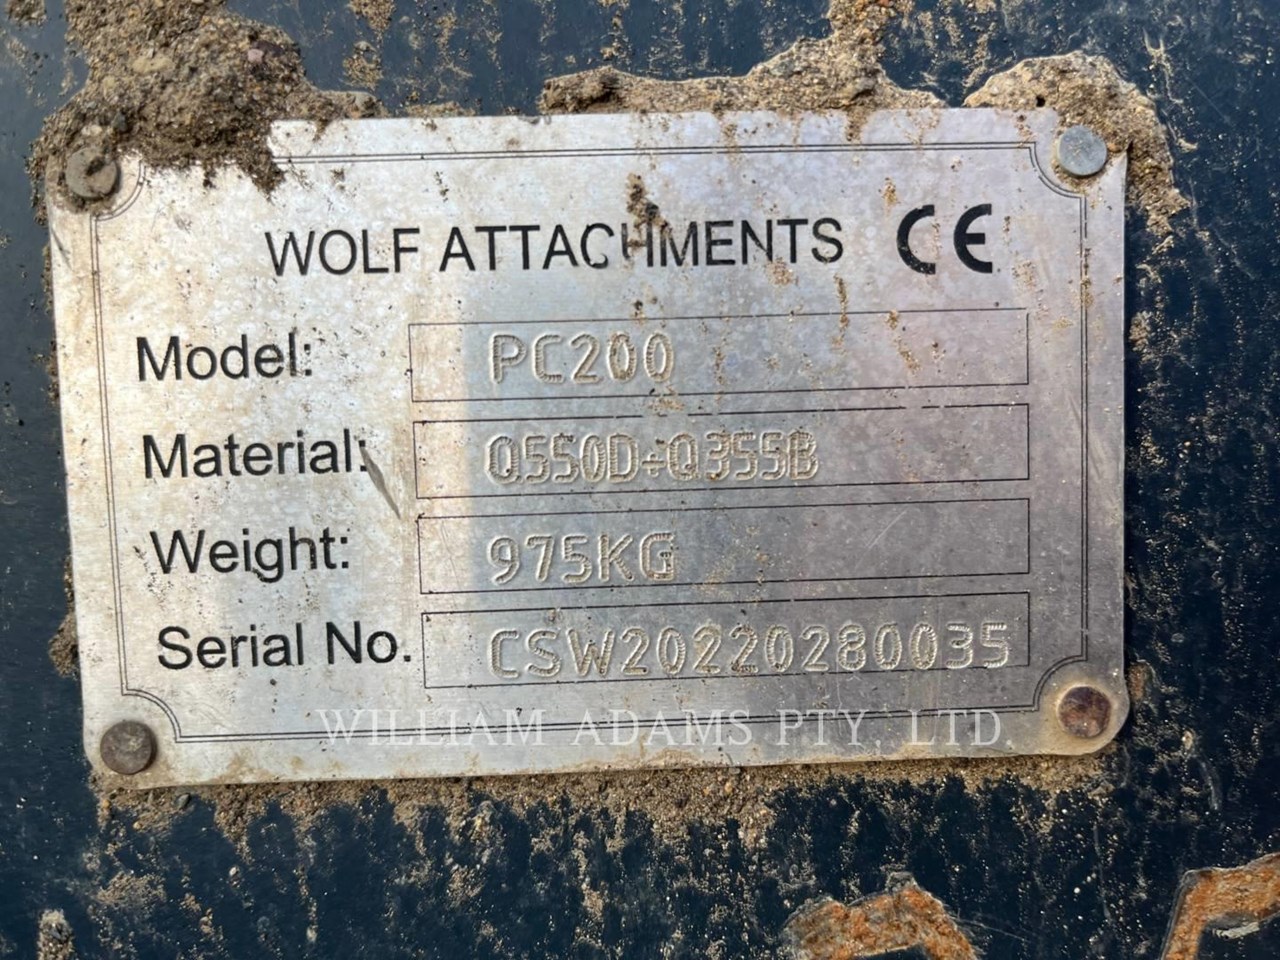 WOLF ATTACHMENTS CE
Model: PC200
Material: Q550D+Q355B
Weight: 975KG
Serial No. CSW20220280035
WILLIAM ADAMS PTY. LTD.